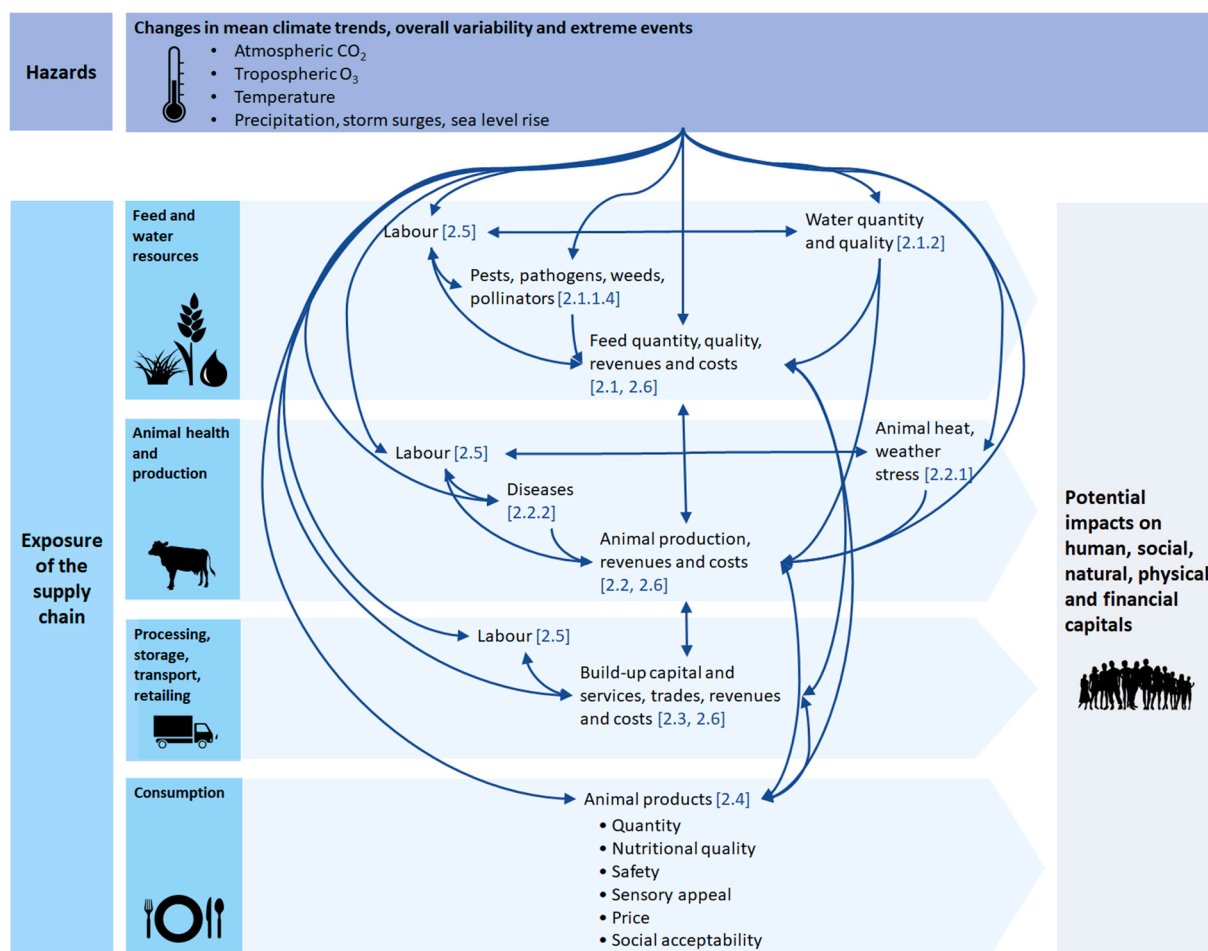 Hazards
Changes in mean climate trends, overall variability and extreme events
• Atmospheric CO₂
• Tropospheric O₃
• Temperature
• Precipitation, storm surges, sea level rise
Exposure
of the
supply
chain
Feed and
water
resources
Labour [2.5]
Water quantity
and quality [2.1.2]
Pests, pathogens, weeds,
pollinators [2.1.1.4]
Feed quantity, quality,
revenues and costs
[2.1, 2.6]
Animal health
and
production
Labour [2.5]
Animal heat,
weather
stress [2.2.1]
Diseases
[2.2.2]
Animal production,
revenues and costs
[2.2, 2.6]
Processing,
storage,
transport,
retailing
Labour [2.5]
Build-up capital and
services, trades, revenues
and costs [2.3, 2.6]
Consumption
Animal products [2.4]
• Quantity
• Nutritional quality
• Safety
• Sensory appeal
• Price
• Social acceptability
Potential
impacts on
human, social,
natural, physical
and financial
capitals